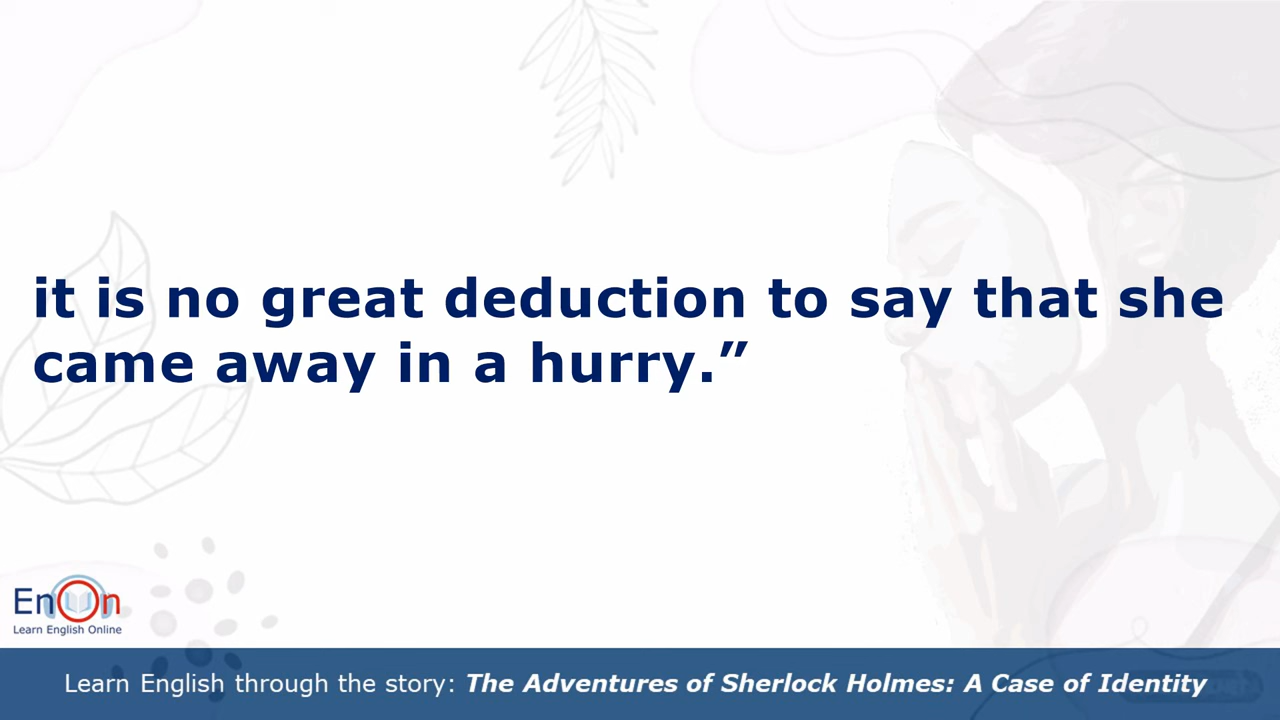 it is no great deduction to say that she
came away in a hurry.”
EnOn
Learn English Online
Learn English through the story: The Adventures of Sherlock Holmes: A Case of Identity